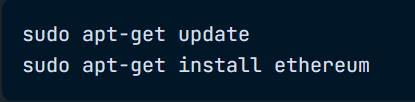 sudo apt-get update
sudo apt-get install ethereum